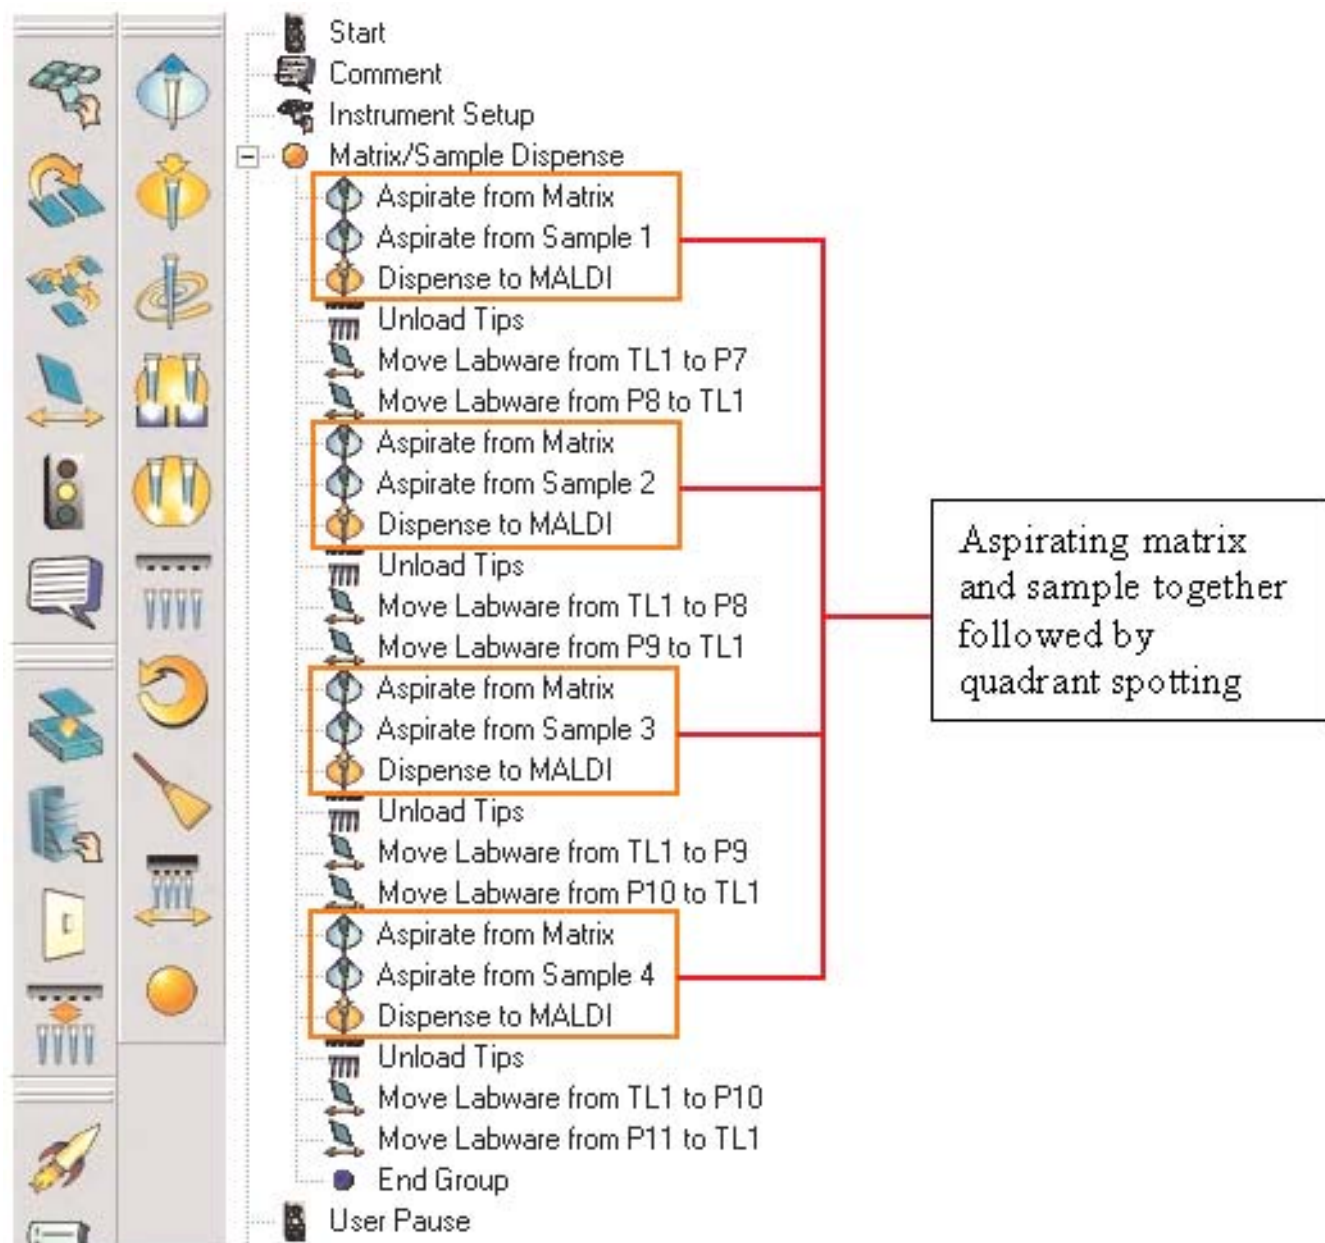 Start
Comment
Instrument Setup
Matrix/Sample Dispense
Aspirate from Matrix
Aspirate from Sample 1
Dispense to MALDI
Unload Tips
Move Labware from TL1 to P7
Move Labware from P8 to TL1
Aspirate from Matrix
Aspirate from Sample 2
Dispense to MALDI
Unload Tips
Move Labware from TL1 to P8
Move Labware from P9 to TL1
Aspirate from Matrix
Aspirate from Sample 3
Dispense to MALDI
Unload Tips
Move Labware from TL1 to P9
Move Labware from P10 to TL1
Aspirate from Matrix
Aspirate from Sample 4
Dispense to MALDI
Unload Tips
Move Labware from TL1 to P10
Move Labware from P11 to TL1
End Group
User Pause
Aspirating matrix
and sample together
followed by
quadrant spotting